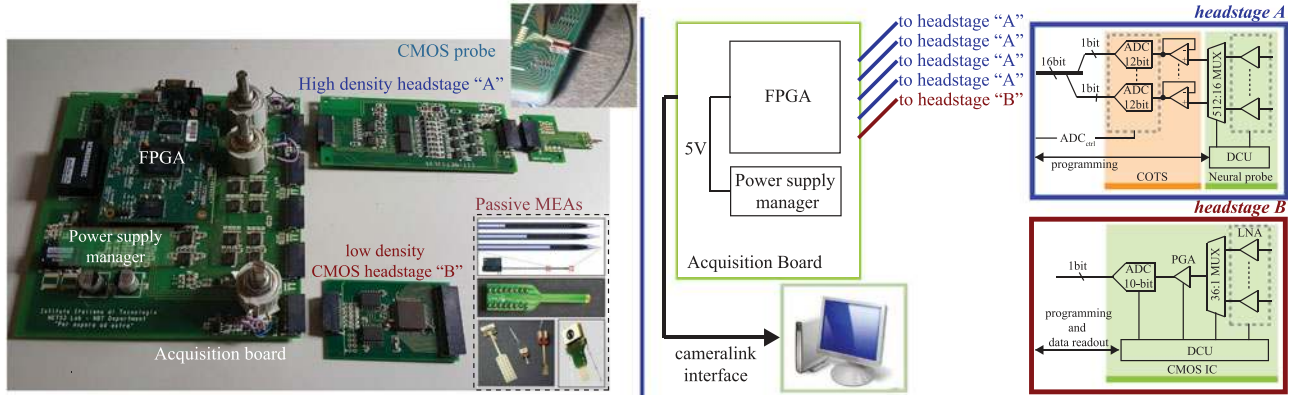 CMOS probe
High density headstage “A”
FPGA
Passive MEAs
Power supply
manager
low density
CMOS headstage “B”
Istituto Italiano di Tecnologia
NETS3 Lab - NBT Department
"Per aspera ad astra"
Acquisition board
FPGA
5V
Power supply
manager
Acquisition Board
to headstage “A”
to headstage “A”
to headstage “A”
to headstage “A”
to headstage “B”
cameralink
interface
headstage A
16bit
1bit
1bit
ADC
12bit
ADC
12bit
512:16 MUX
ADCctrl
programming
DCU
COTS
Neural probe
headstage B
LNA
1bit
ADC
10-bit
PGA
36:1 MUX
programming
and
data readout
DCU
CMOS IC